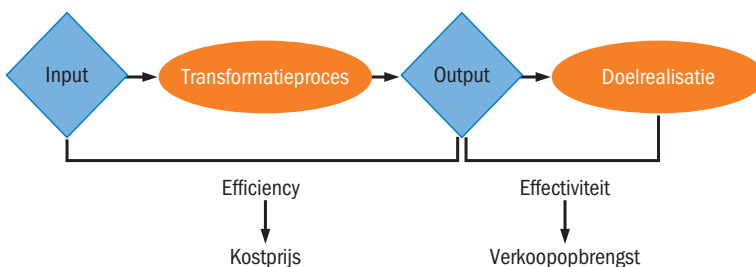 Input
Transformatieproces
Output
Doelrealisatie
Efficiency
Effectiviteit
Kostprijs
Verkoopopbrengst